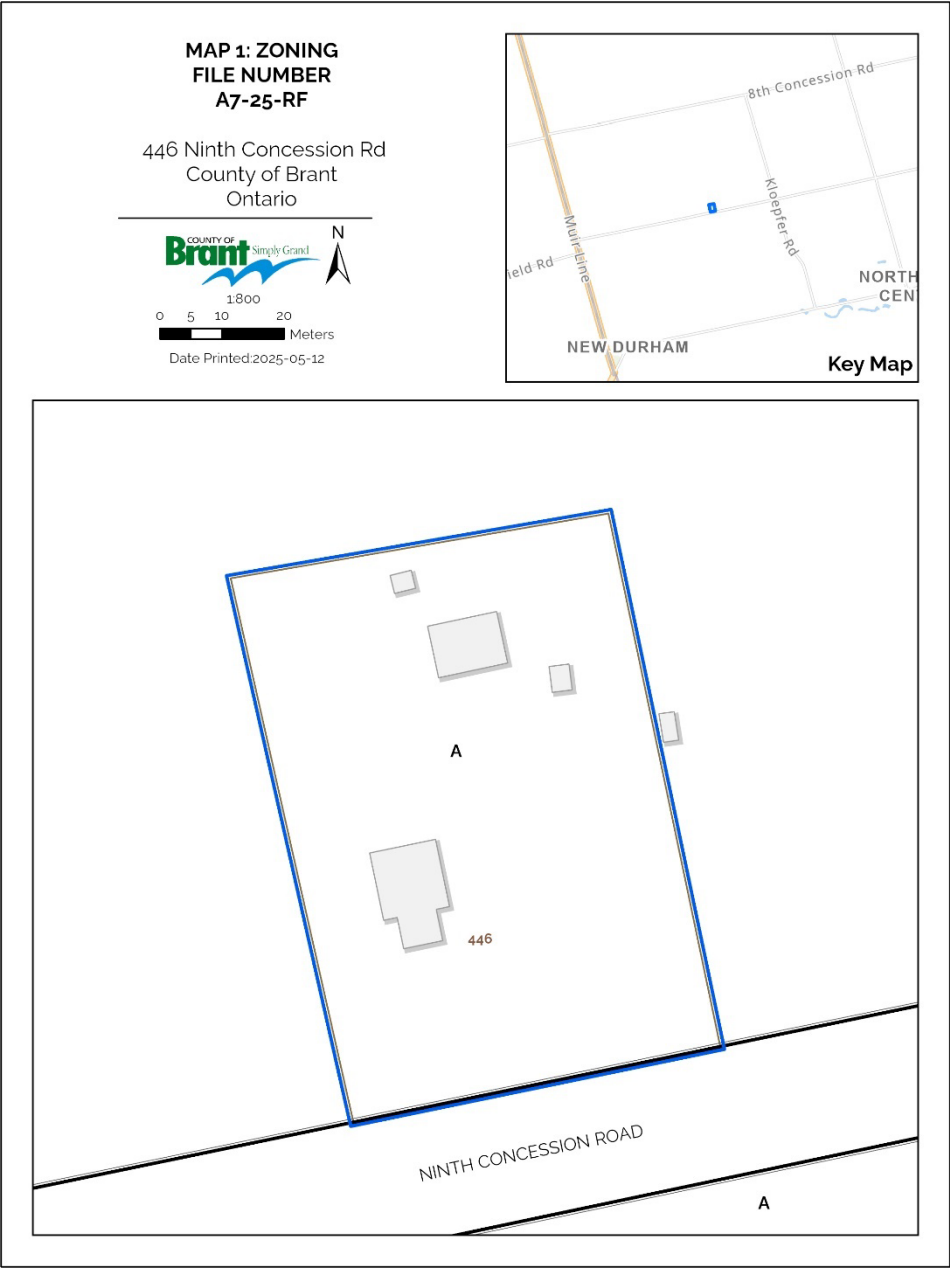 MAP 1: ZONING
FILE NUMBER
A7-25-RF
446 Ninth Concession Rd
County of Brant
Ontario
COUNTY OF
Brant Simply Grand
N
1:800
0 5 10 20
Meters
Date Printed:2025-05-12
8th Concession Rd
Kloepfer Rd
Muir Line
ield Rd
NORTH
CEN
NEW DURHAM
Key Map
A
446
NINTH CONCESSION ROAD
A